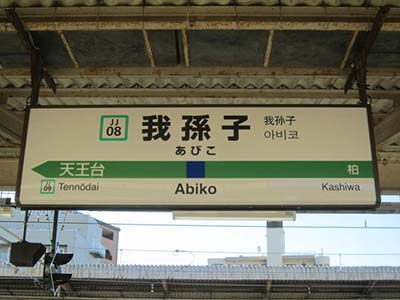 JJ
08
我孫子
あびこ
我孙子
아비코
天王台
柏
JJ
09
Tennōdai
Abiko
Kashiwa